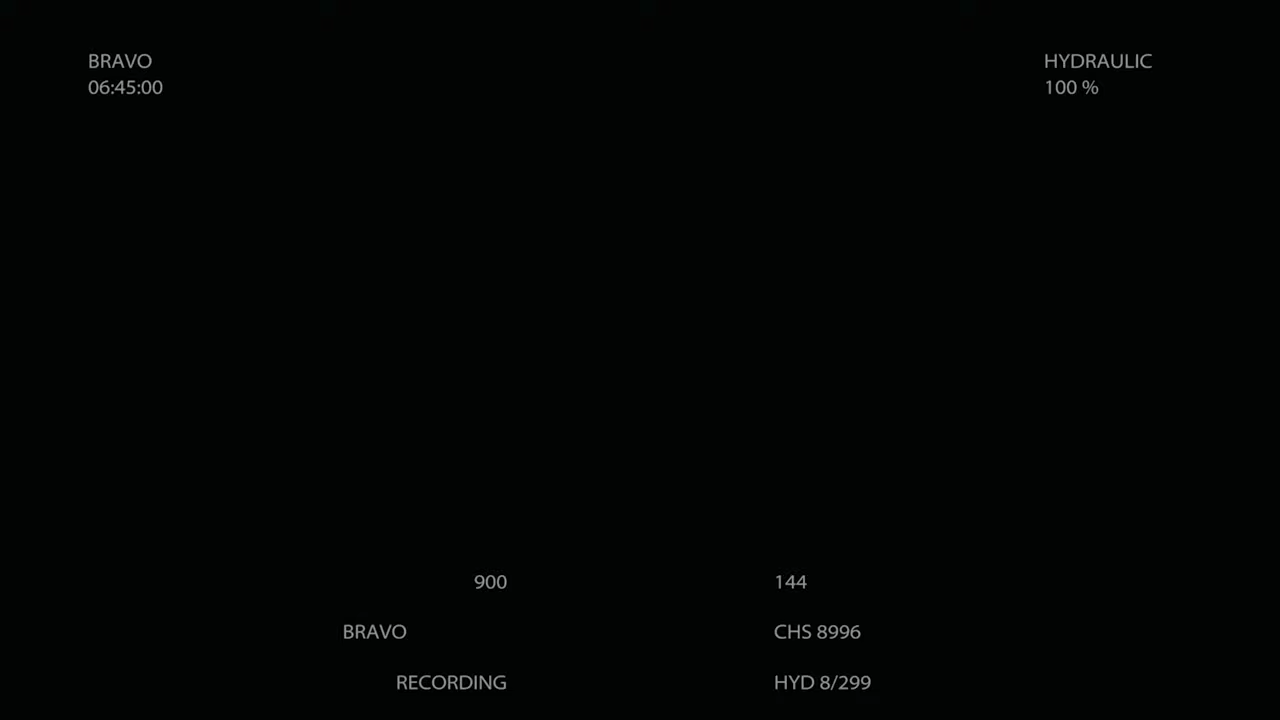 BRAVO
06:45:00
HYDRAULIC
100 %
900
144
BRAVO
CHS 8996
RECORDING
HYD 8/299